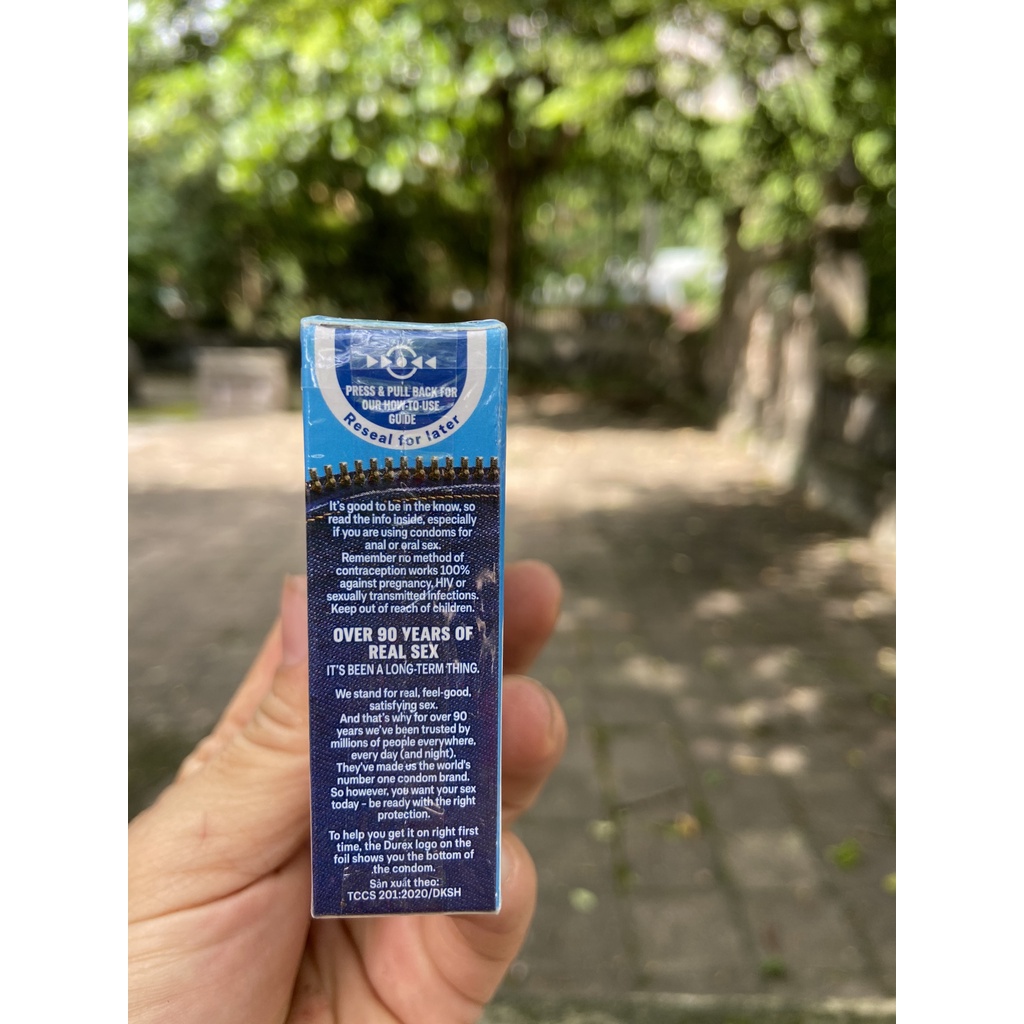 PRESS & PULL BACK FOR
OUR HOW-TO-USE
GUIDE
Reseal for later
It's good to be in the know, so
read the info inside, especially
if you are using condoms for
anal or oral sex.
Remember no method of
contraception works 100%
against pregnancy, HIV or
sexually transmitted infections.
Keep out of reach of children.
OVER 90 YEARS OF
REAL SEX
IT'S BEEN A LONG-TERM THING.
We stand for real, feel-good,
satisfying sex.
And that's why for over 90
years we've been trusted by
millions of people everywhere,
every day (and night).
They've made us the world's
number one condom brand.
So however, you want your sex
today - be ready with the right
protection.
To help you get it on right first
time, the Durex logo on the
foil shows you the bottom of
the condom.
Sản xuất theo:
TCCS 201:2020/DKSH